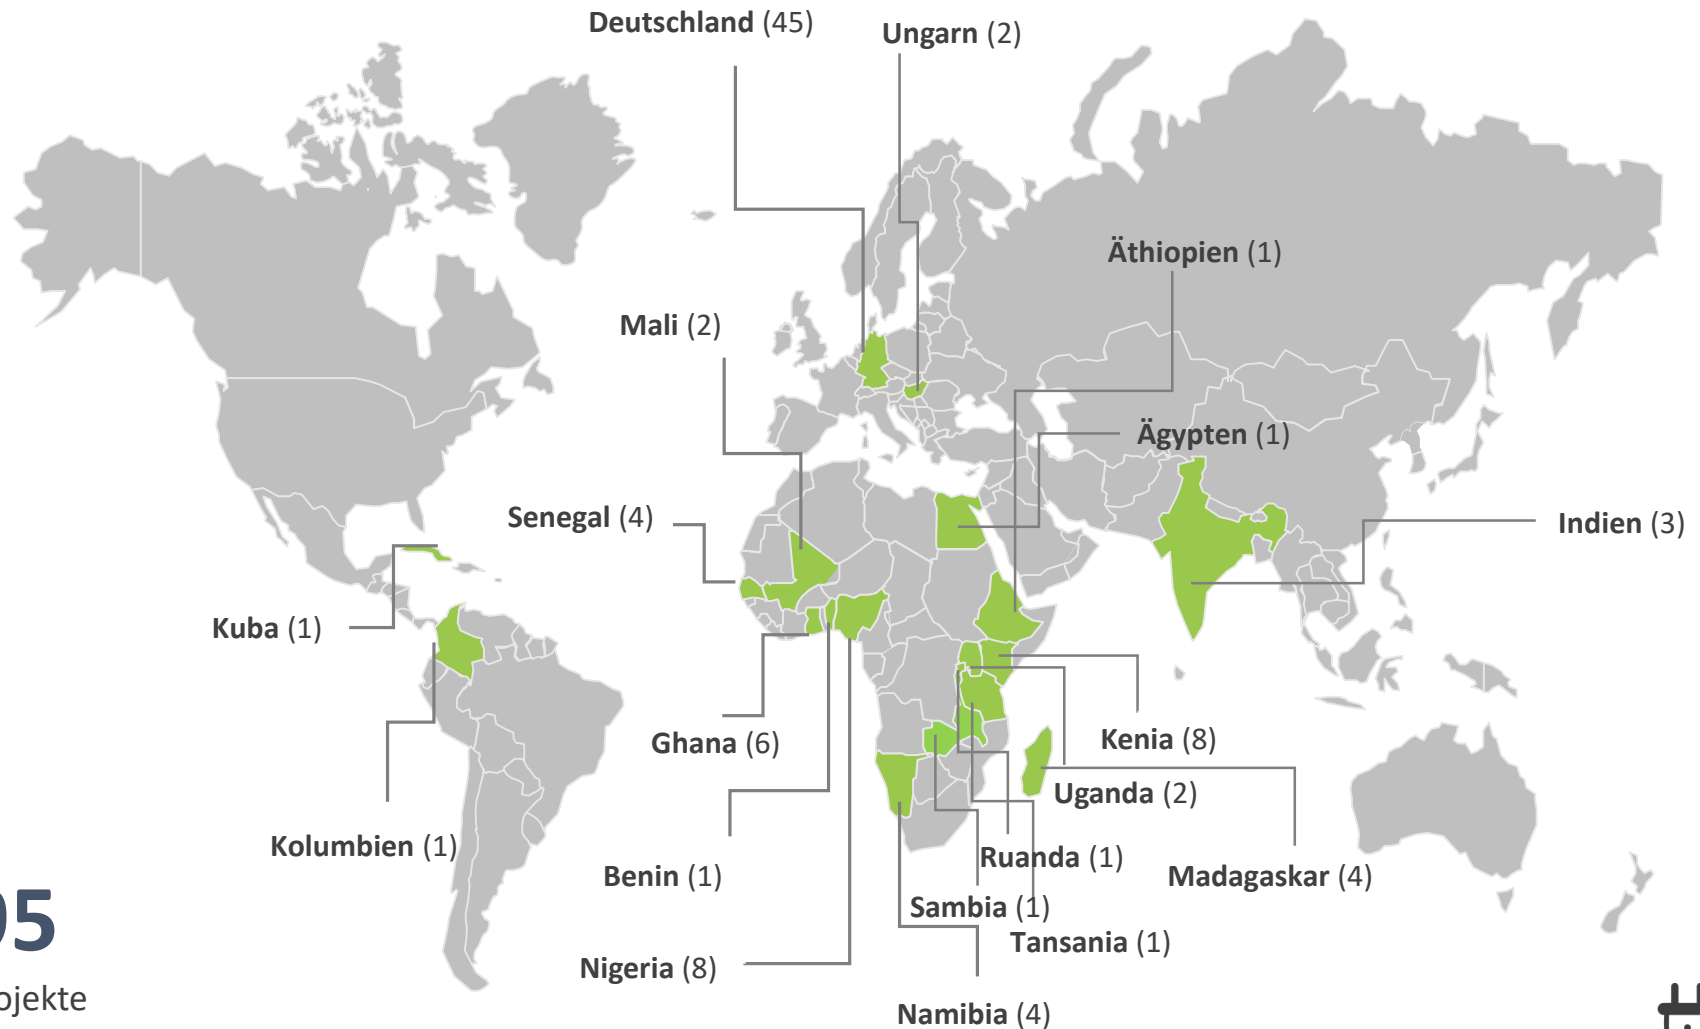 Deutschland (45)
Ungarn (2)
Äthiopien (1)
Mali (2)
Ägypten (1)
Senegal (4)
Indien (3)
Kuba (1)
Ghana (6)
Kenia (8)
Uganda (2)
Kolumbien (1)
Ruanda (1)
Benin (1)
Madagaskar (4)
Sambia (1)
95
Tansania (1)
Nigeria (8)
ojekte
Namibia (4)